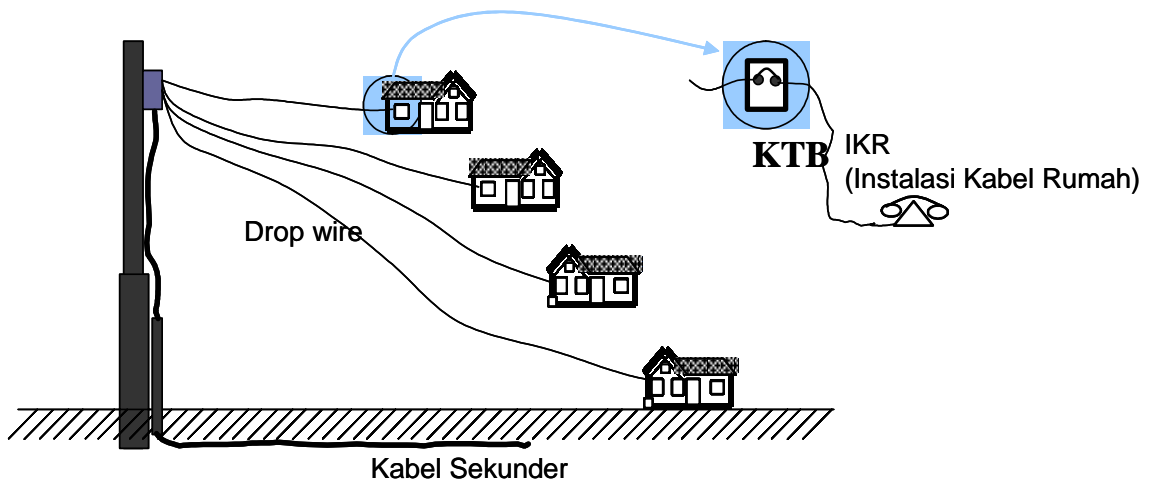 KTB
IKR
(Instalasi Kabel Rumah)
Drop wire
Kabel Sekunder